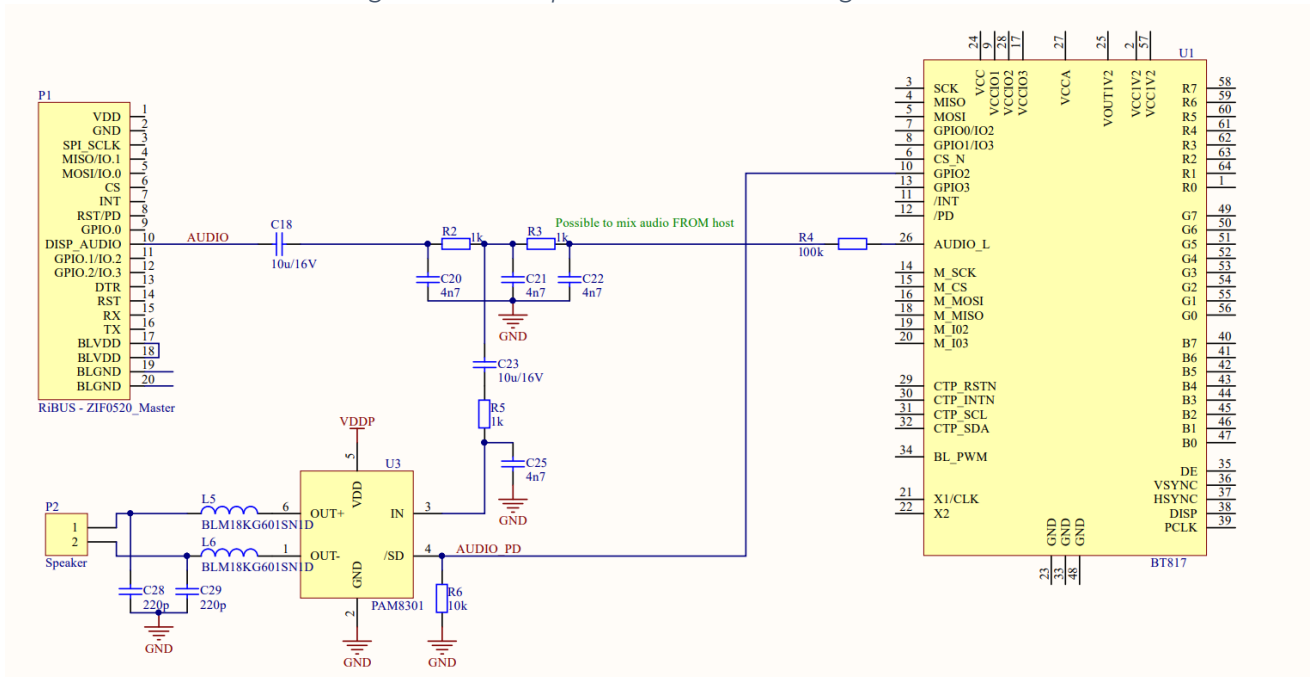 P1
VDD 1
GND 2
SPI_SCLK 3
MISO/IO.1 4
MOSI/IO.0 5
CS 6
INT 7
RST/PD 8
GPIO.0 9
DISP_AUDIO 10
GPIO.1/IO.2 11
GPIO.2/IO.3 12
DTR 13
RST 14
RX 15
TX 16
BLVDD 17
BLVDD 18
BLGND 19
BLGND 20
RiBUS - ZIF0520_Master
AUDIO
C18
10u/16V
R2
1k
R3
1k
Possible to mix audio FROM host
R4
100k
C20
4n7
C21
4n7
C22
4n7
GND
C23
10u/16V
R5
1k
C25
4n7
GND
VDDP
U3
5
VDD
6 OUT+
1 OUT-
IN 3
/SD 4
GND
2
PAM8301
GND
AUDIO_PD
R6
10k
GND
L5
BLM18KG601SN1D
L6
BLM18KG601SN1D
P2
1
2
Speaker
C28
220p
C29
220p
GND
U1
24 VCC
9 VCCIO1
28 VCCIO2
17 VCCIO3
27 VCCA
25 VOUT1V2
2 VCC1V2
57 VCC1V2
3 SCK
4 MISO
5 MOSI
7 GPIO0/IO2
8 GPIO1/IO3
6 CS_N
10 GPIO2
13 GPIO3
11 /INT
12 /PD
26 AUDIO_L
14 M_SCK
15 M_CS
16 M_MOSI
18 M_MISO
19 M_I02
20 M_I03
29 CTP_RSTN
30 CTP_INTN
31 CTP_SCL
32 CTP_SDA
34 BL_PWM
21 X1/CLK
22 X2
R7 58
R6 59
R5 60
R4 61
R3 62
R2 63
R1 64
R0 1
G7 49
G6 50
G5 51
G4 52
G3 53
G2 54
G1 55
G0 56
B7 40
B6 41
B5 42
B4 43
B3 44
B2 45
B1 46
B0 47
DE 35
VSYNC 36
HSYNC 37
DISP 38
PCLK 39
GND 23
GND 33
GND 48
BT817